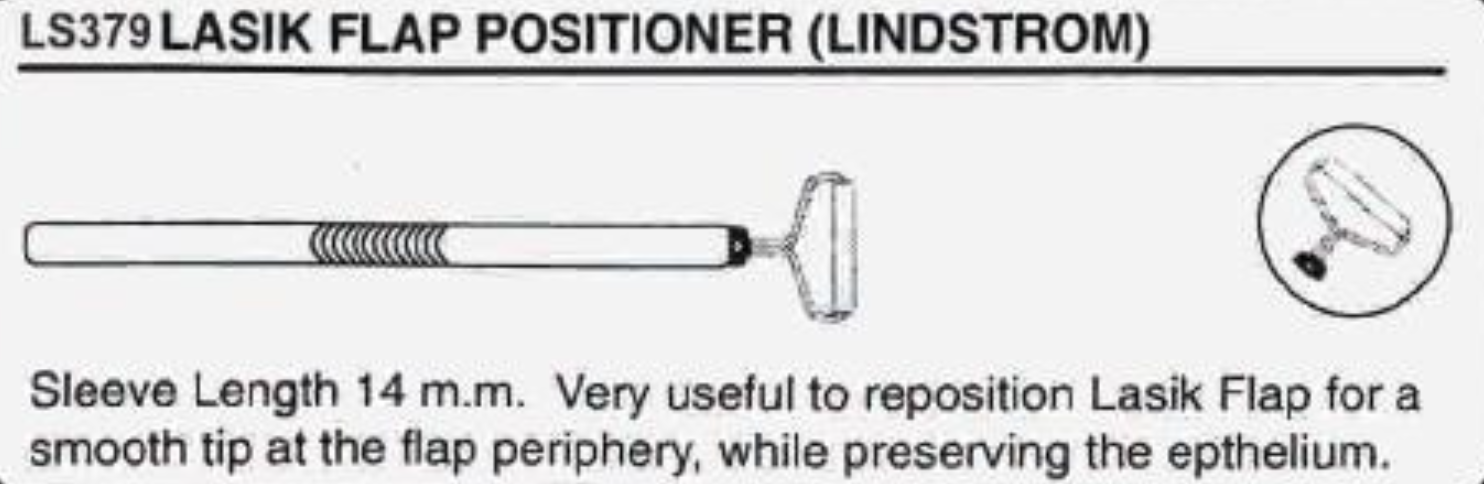 LS379 LASIK FLAP POSITIONER (LINDSTROM)
Sleeve Length 14 m.m. Very useful to reposition Lasik Flap for a
smooth tip at the flap periphery, while preserving the epthelium.